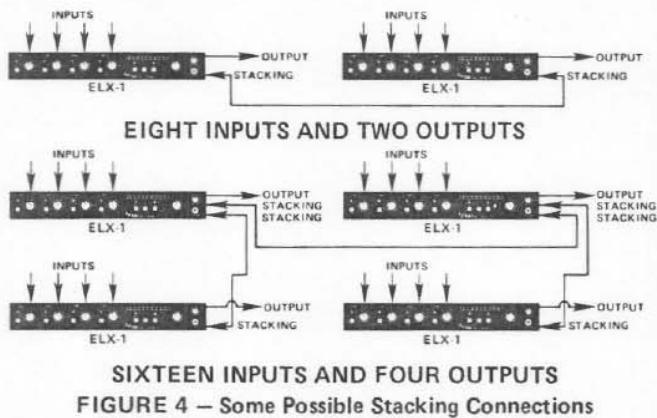 INPUTS INPUTS
OUTPUT OUTPUT
STACKING STACKING
ELX-1 ELX-1
EIGHT INPUTS AND TWO OUTPUTS
INPUTS INPUTS
OUTPUT OUTPUT
STACKING STACKING
STACKING STACKING
ELX-1 ELX-1
INPUTS INPUTS
OUTPUT OUTPUT
STACKING STACKING
ELX-1 ELX-1
SIXTEEN INPUTS AND FOUR OUTPUTS
FIGURE 4 — Some Possible Stacking Connections